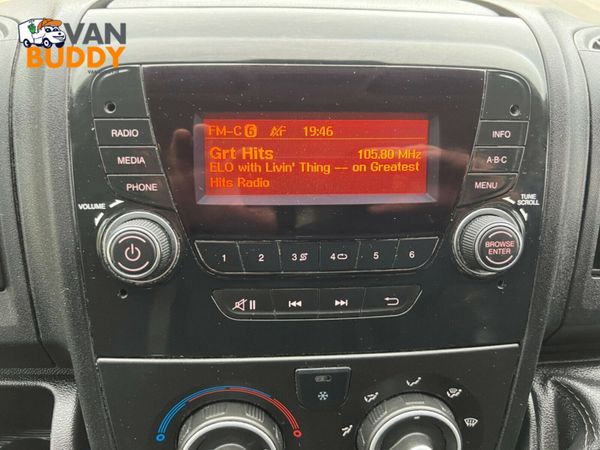 VAN
BUDDY
RADIO
MEDIA
PHONE
VOLUME
FM-C 6 AF 19:46
Grt Hits 105.80 MHz
ELO with Livin' Thing -- on Greatest
Hits Radio
INFO
A-B-C
MENU
TUNE
SCROLL
BROWSE
ENTER
1 2 3 4 5 6